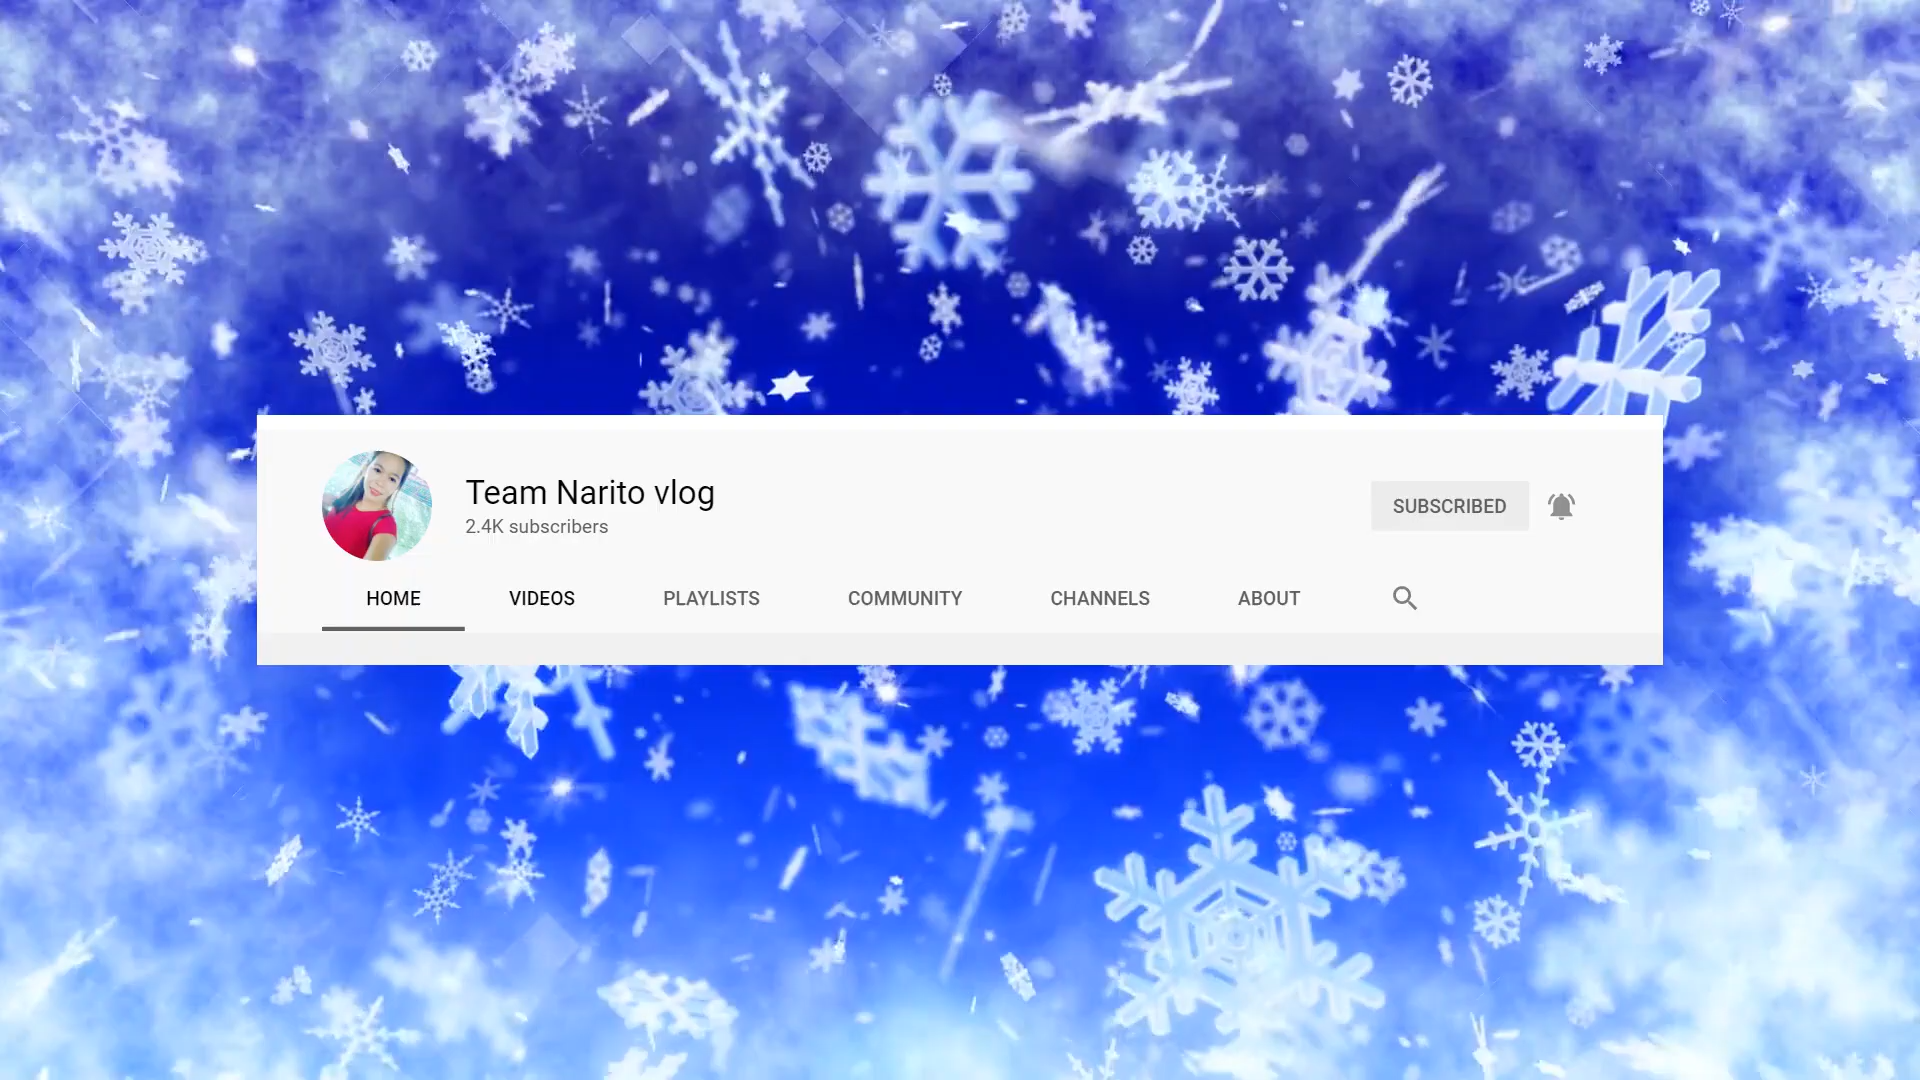 Team Narito vlog
2.4K subscribers
SUBSCRIBED
HOME VIDEOS PLAYLISTS COMMUNITY CHANNELS ABOUT